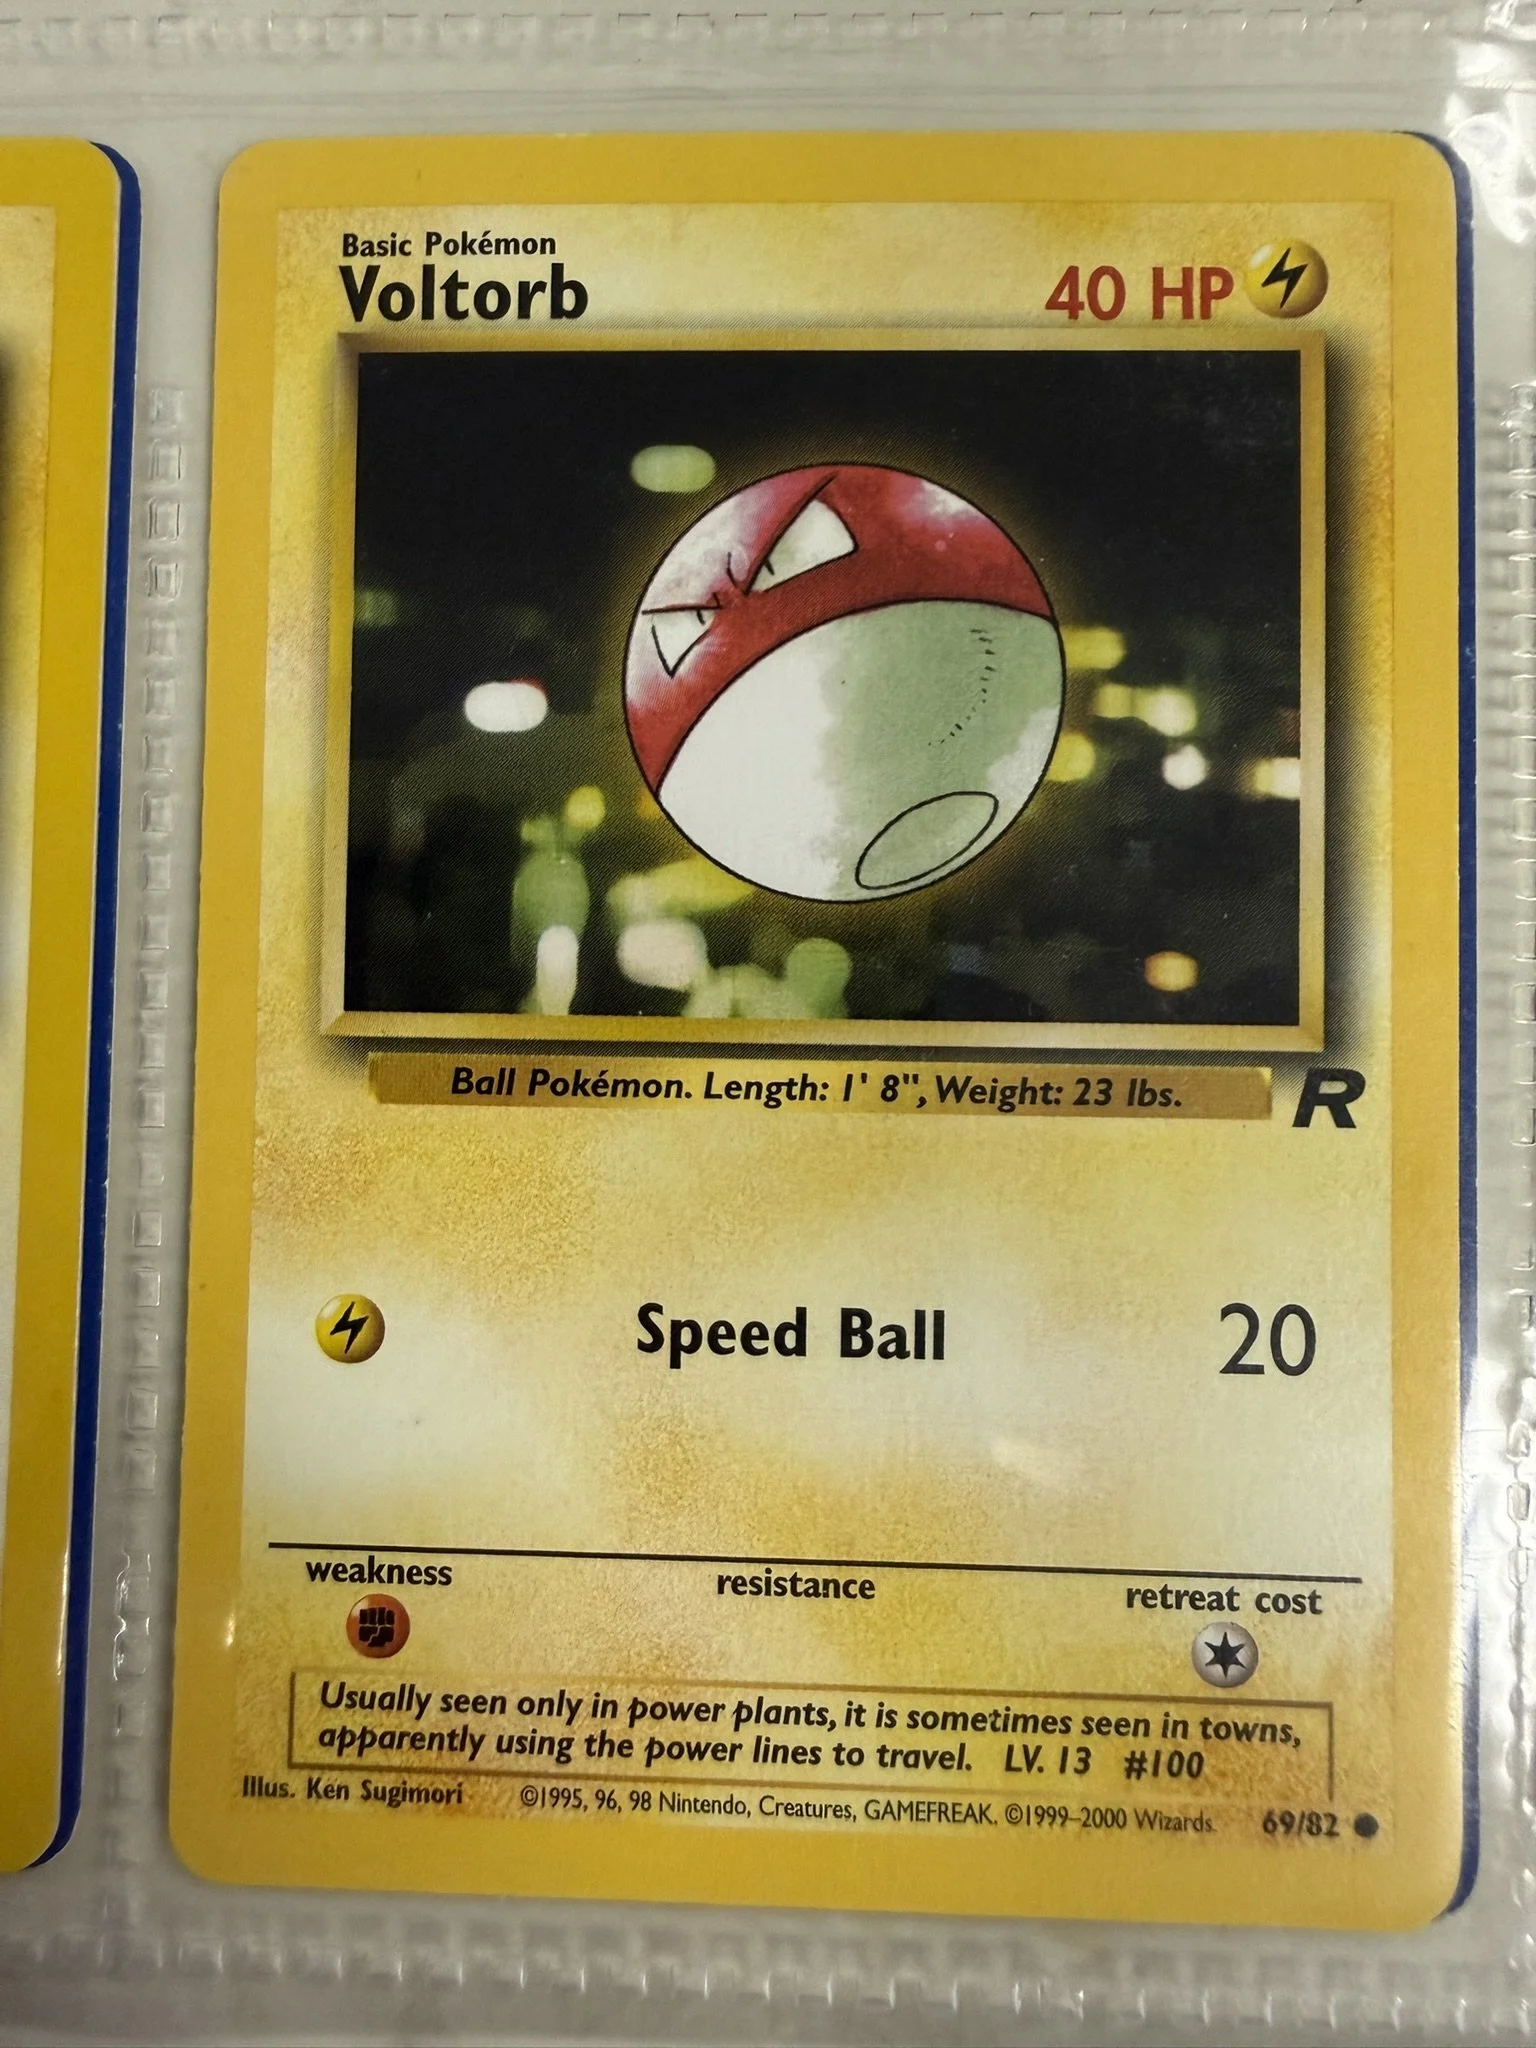 Basic Pokémon
Voltorb
40 HP
Ball Pokémon. Length: 1' 8", Weight: 23 lbs.
R
Speed Ball 20
weakness resistance retreat cost
Usually seen only in power plants, it is sometimes seen in towns,
apparently using the power lines to travel. LV. 13 #100
Illus. Ken Sugimori ©1995, 96, 98 Nintendo, Creatures, GAMEFREAK. ©1999–2000 Wizards. 69/82